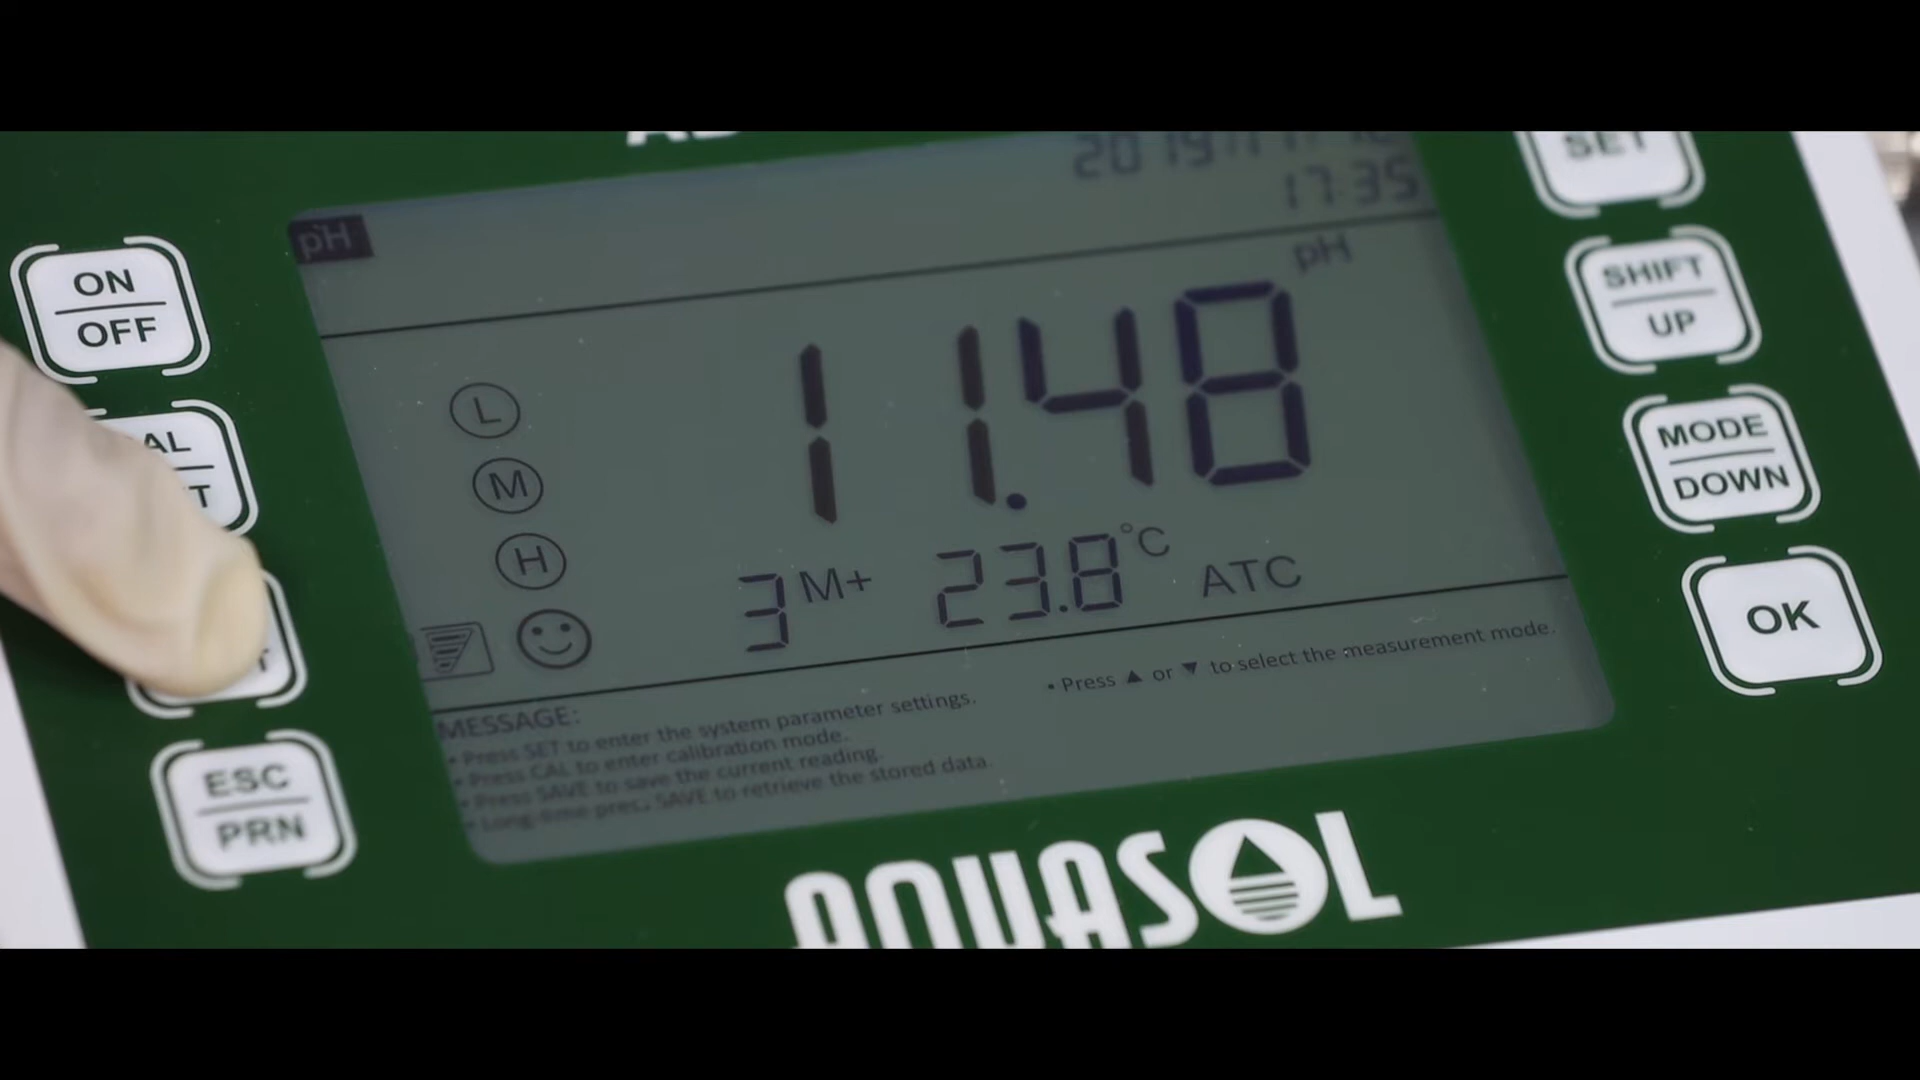 17:35
pH
pH
11.48
L
M
H
3 M+ 23.8 °C ATC
MESSAGE:
• Press SET to enter the system parameter settings.
• Press CAL to enter calibration mode.
• Press SAVE to save the current reading.
• Long-time press SAVE to retrieve the stored data.
• Press ▲ or ▼ to select the measurement mode.
ON
OFF
ESC
PRN
SET
SHIFT
UP
MODE
DOWN
OK
AQUASOL